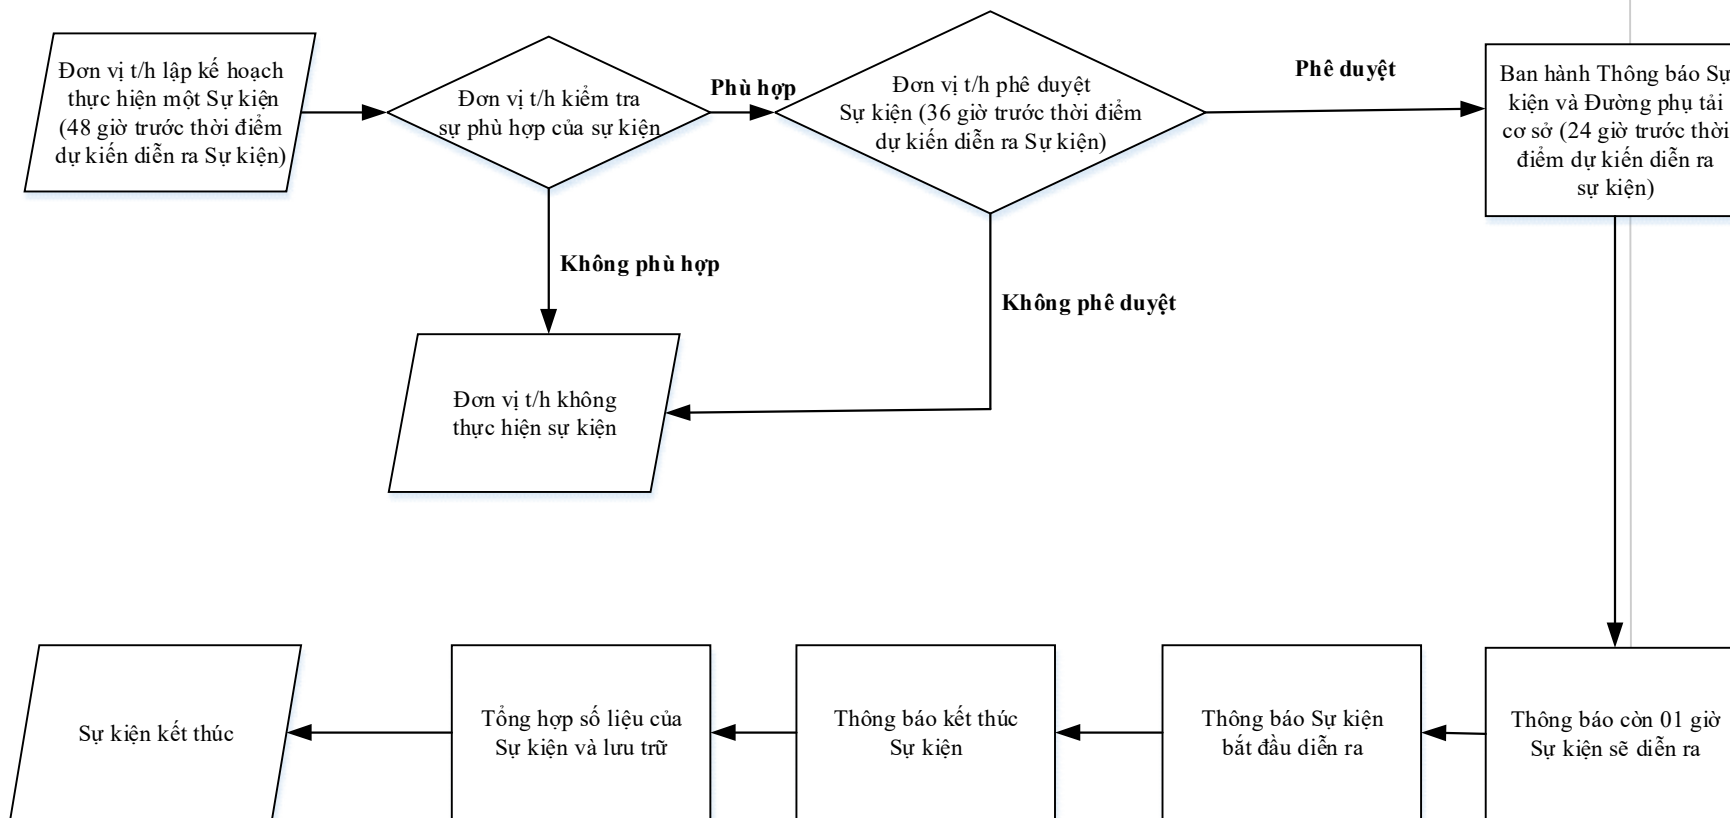 Đơn vị t/h lập kế hoạch
thực hiện một Sự kiện
(48 giờ trước thời điểm
dự kiến diễn ra Sự kiện)
Đơn vị t/h kiểm tra
sự phù hợp của sự kiện
Phù hợp
Đơn vị t/h phê duyệt
Sự kiện (36 giờ trước thời điểm
dự kiến diễn ra Sự kiện)
Phê duyệt
Ban hành Thông báo Sự
kiện và Đường phụ tải
cơ sở (24 giờ trước thời
điểm dự kiến diễn ra
sự kiện)
Không phù hợp
Không phê duyệt
Đơn vị t/h không
thực hiện sự kiện
Sự kiện kết thúc
Tổng hợp số liệu của
Sự kiện và lưu trữ
Thông báo kết thúc
Sự kiện
Thông báo Sự kiện
bắt đầu diễn ra
Thông báo còn 01 giờ
Sự kiện sẽ diễn ra